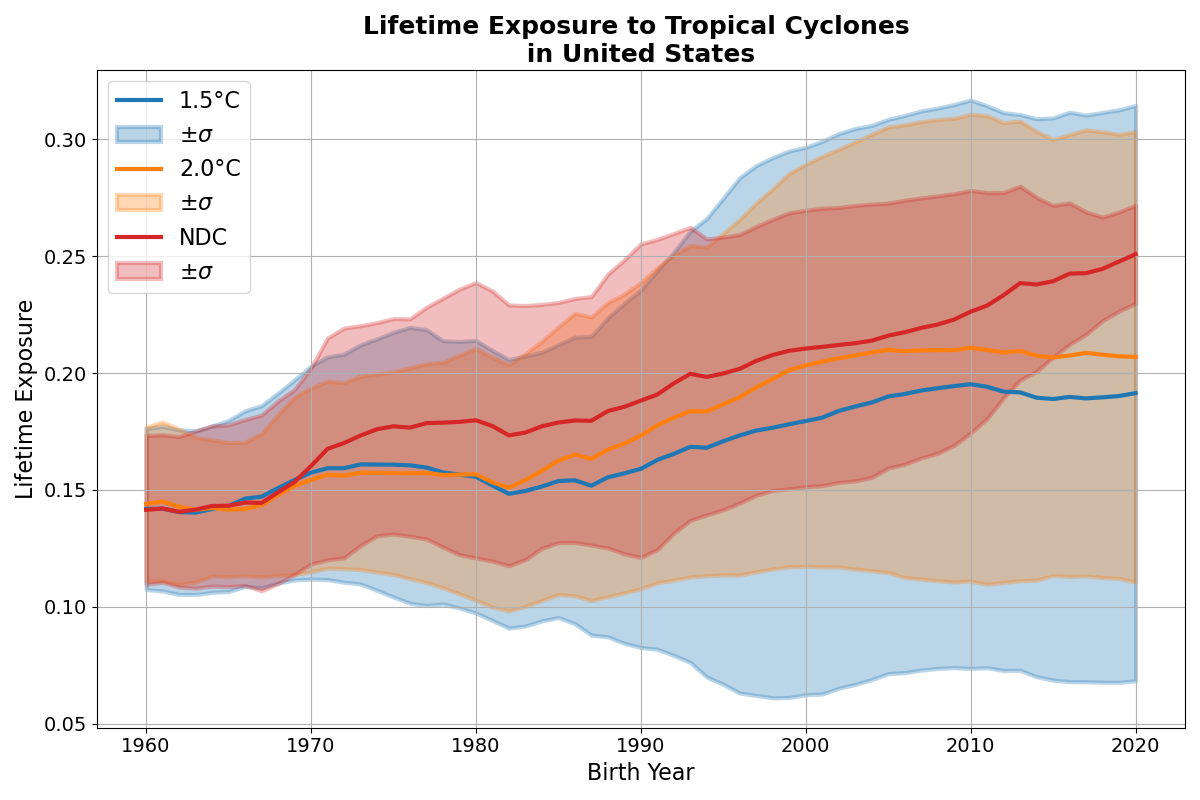 Lifetime Exposure to Tropical Cyclones
in United States
1.5°C
±σ
2.0°C
±σ
NDC
±σ
Lifetime Exposure
0.30
0.25
0.20
0.15
0.10
0.05
1960 1970 1980 1990 2000 2010 2020
Birth Year